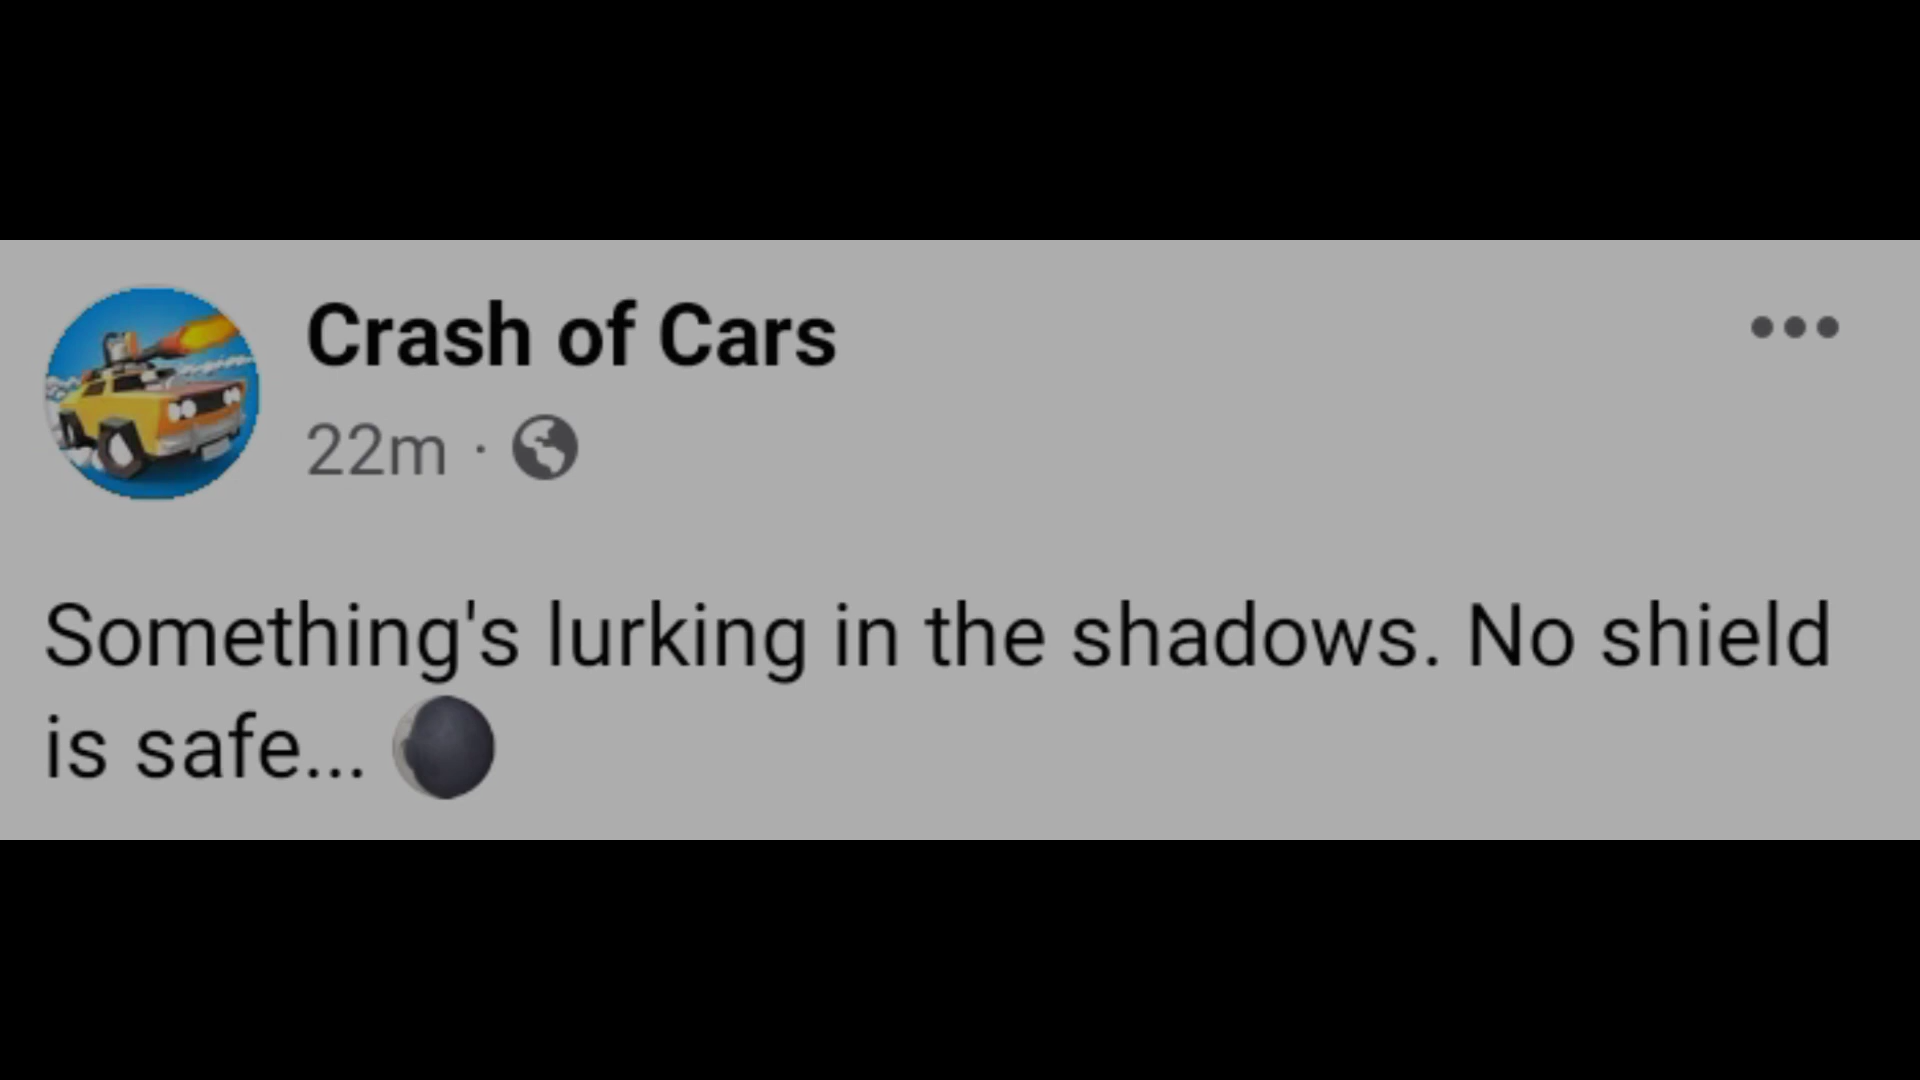 Crash of Cars
22m ·
Something's lurking in the shadows. No shield
is safe... 🌘